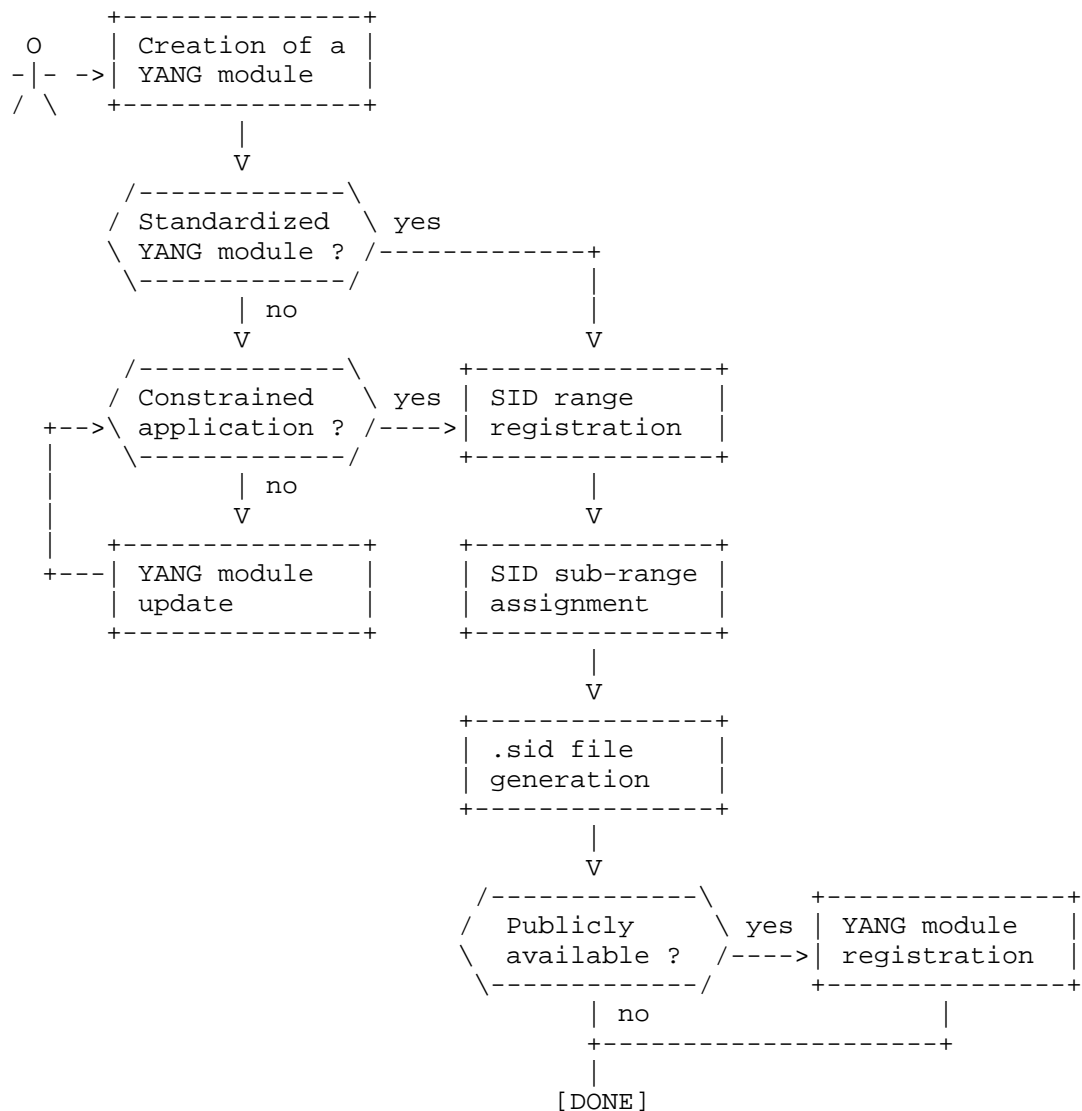 Creation of a
YANG module
Standardized
YANG module ?
yes
no
Constrained
application ?
yes
SID range
registration
no
YANG module
update
SID sub-range
assignment
.sid file
generation
Publicly
available ?
yes
YANG module
registration
no
[DONE]